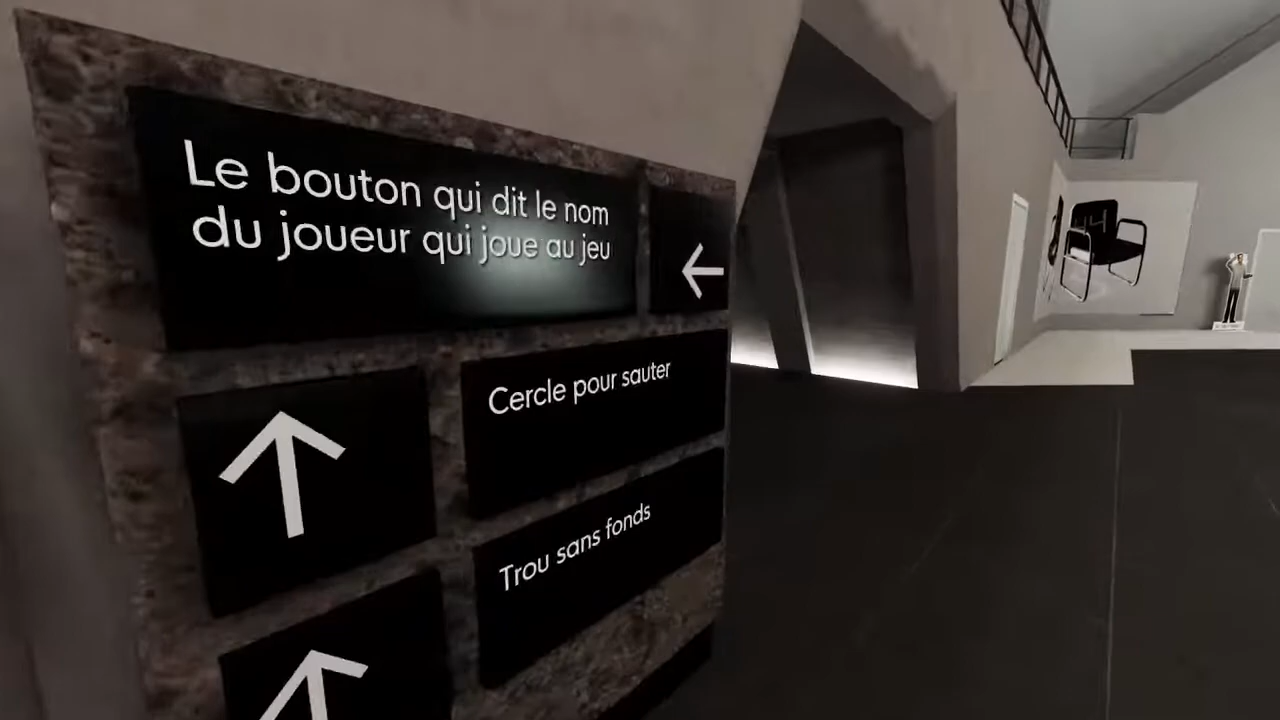 Le bouton qui dit le nom
du joueur qui joue au jeu
←
↑
Cercle pour sauter
Trou sans fonds
↑